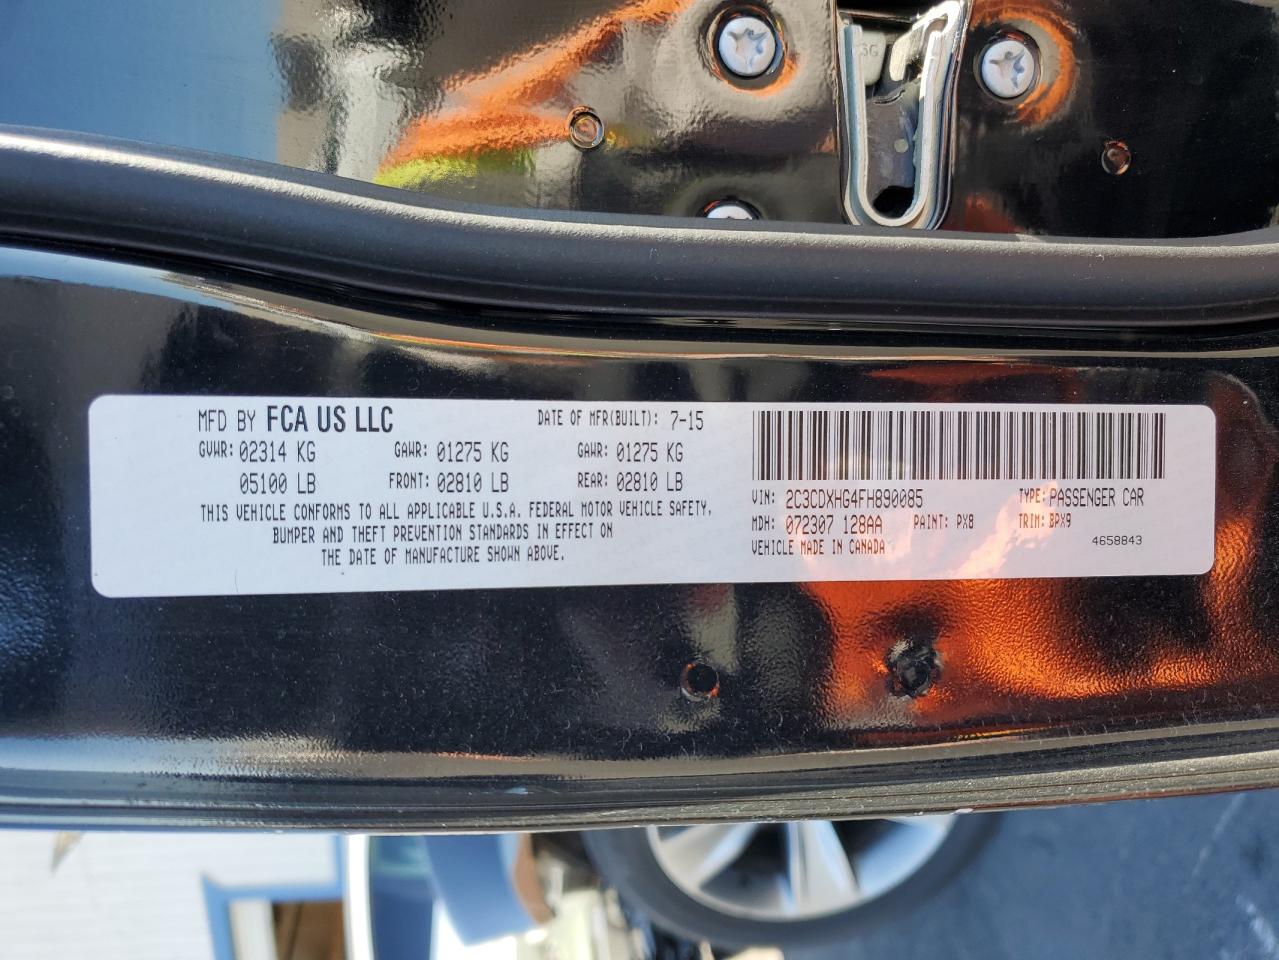 MFD BY FCA US LLC DATE OF MFR(BUILT): 7-15
GVWR: 02314 KG GAWR: 01275 KG GAWR: 01275 KG
05100 LB FRONT: 02810 LB REAR: 02810 LB
THIS VEHICLE CONFORMS TO ALL APPLICABLE U.S.A. FEDERAL MOTOR VEHICLE SAFETY,
BUMPER AND THEFT PREVENTION STANDARDS IN EFFECT ON
THE DATE OF MANUFACTURE SHOWN ABOVE.
VIN: 2C3CDXHG4FH890085 TYPE: PASSENGER CAR
MDH: 072307 128AA PAINT: PX8 TRIM: BPX9
VEHICLE MADE IN CANADA 4658843